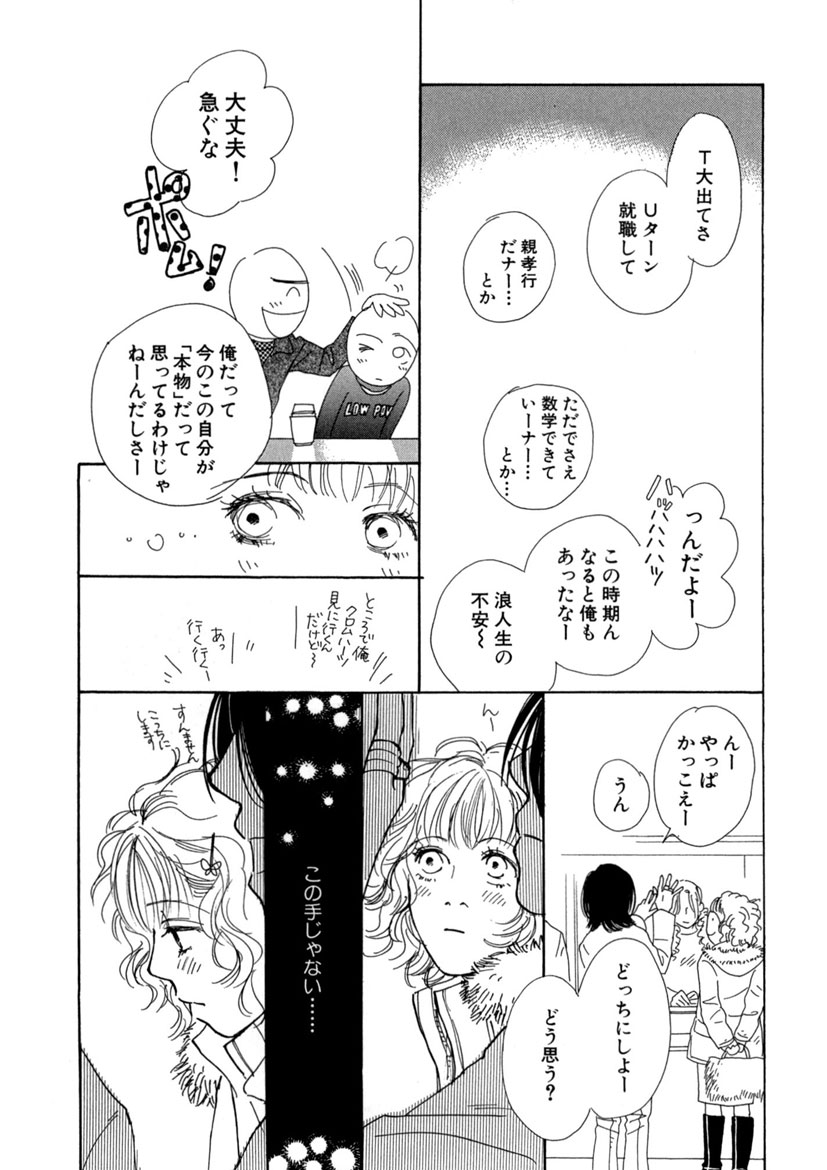 T大出てさ
Uターン
就職して
親孝行
だナー…
とか
ただでさえ
数学できて
いーナー…
とか…
っんだよー
バッハハハハッ
この時期ん
なると俺も
あったなー
浪人生の
不安〜
大丈夫!
急ぐな
ポム!
LOW POW
俺だって
今のこの自分が
「本物」だって
思ってるわけじゃ
ねーんだしさー
ところで俺
クロムハーツ
見に行くん
だけど〜
あっ
行く行くー
んー
やっぱ
かっこえー
うん
どっちにしよー
どう思う?
んー
この手じゃない……
すんません
こっちに
します